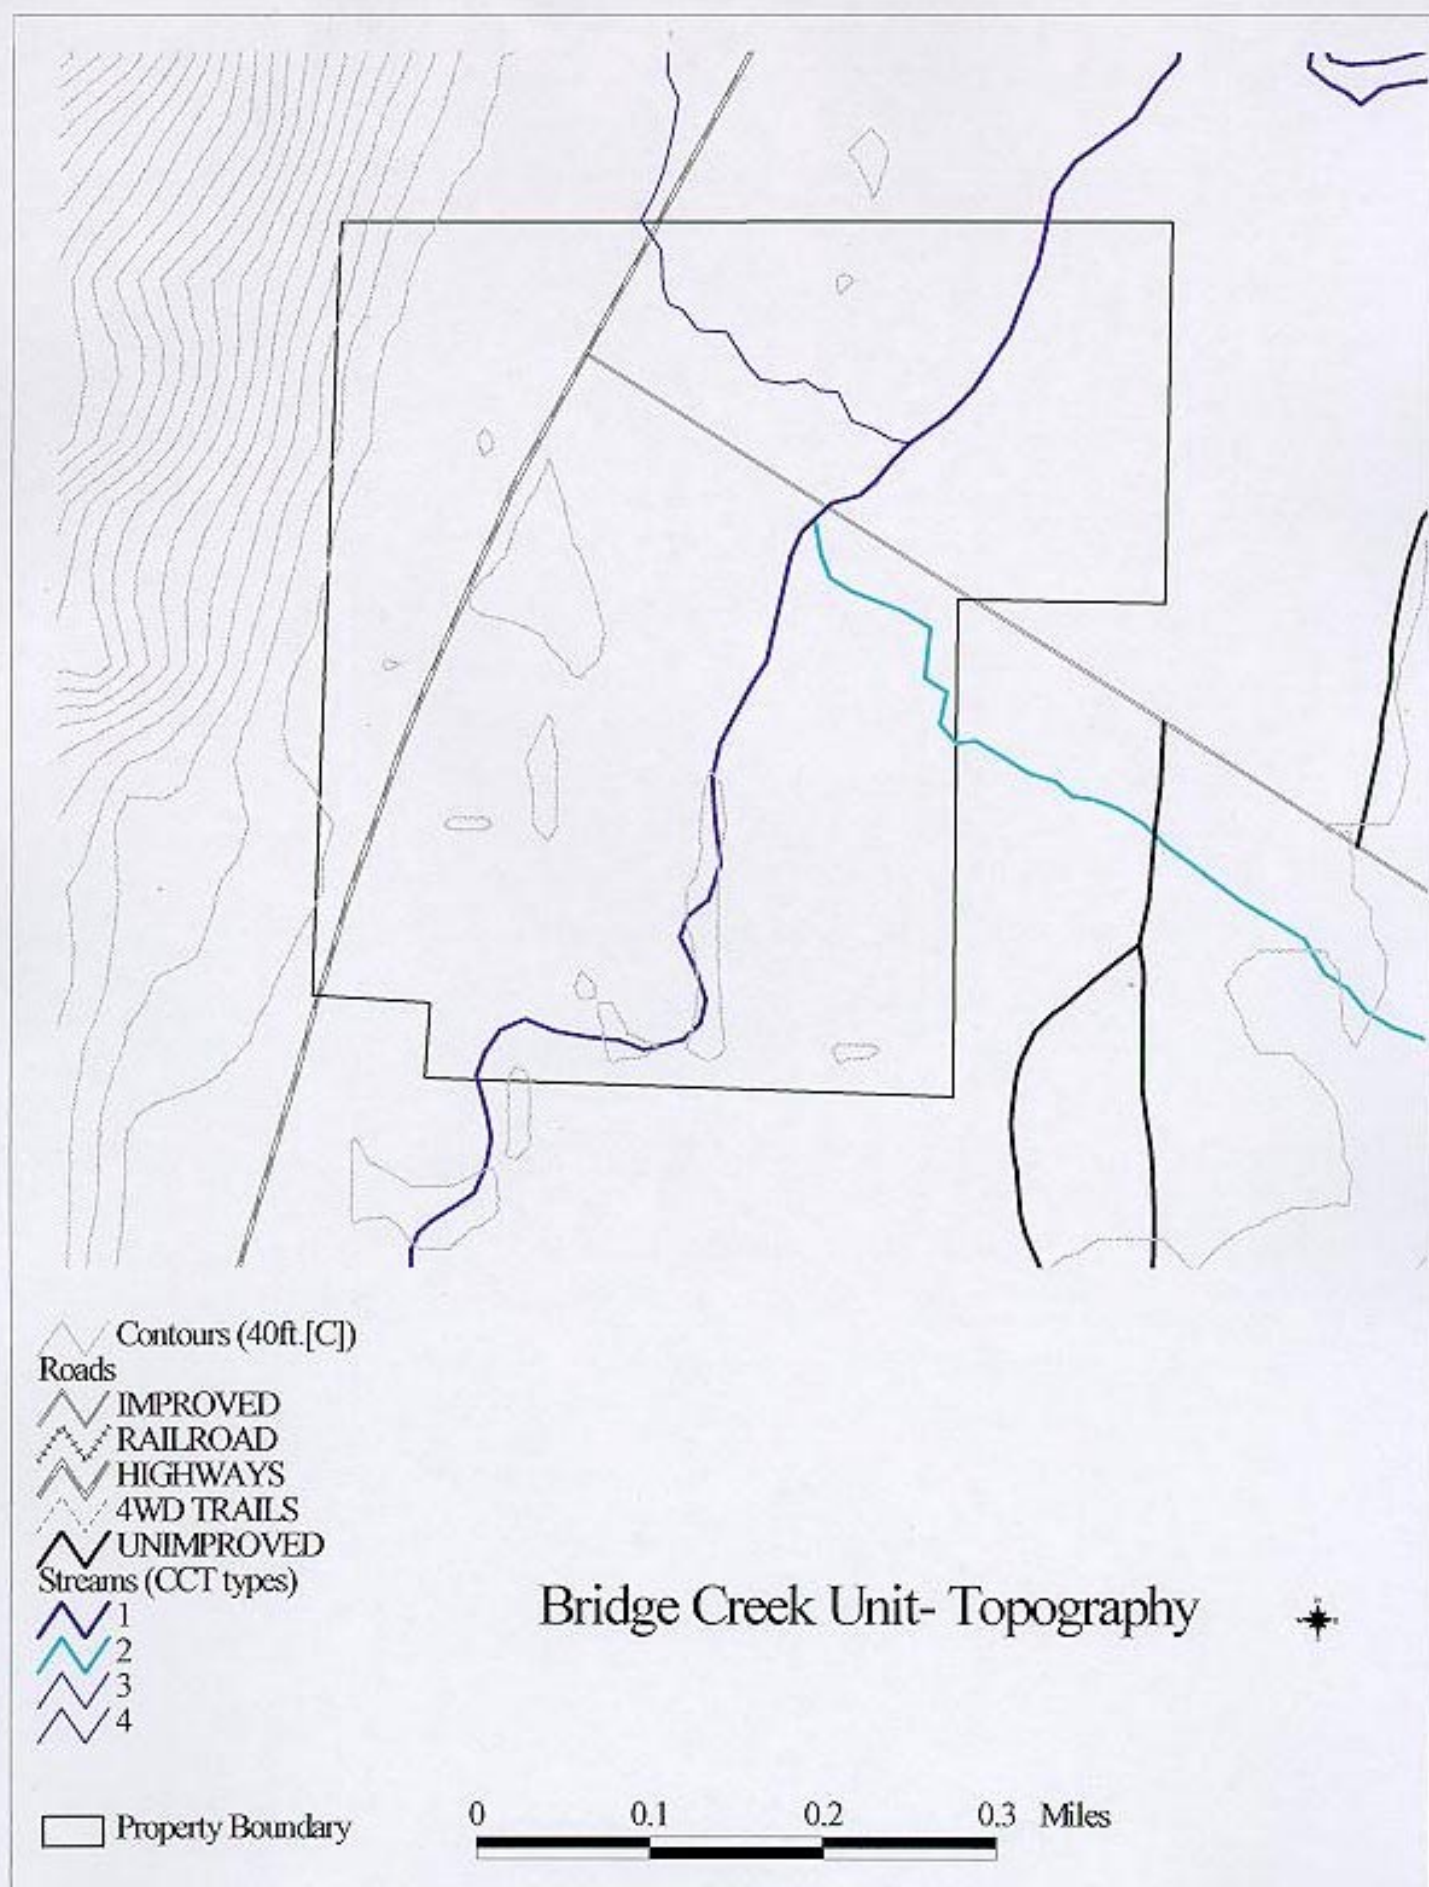 Contours (40ft.[C])
Roads
IMPROVED
RAILROAD
HIGHWAYS
4WD TRAILS
UNIMPROVED
Streams (CCT types)
1
2
3
4
Bridge Creek Unit- Topography
Property Boundary
0 0.1 0.2 0.3 Miles